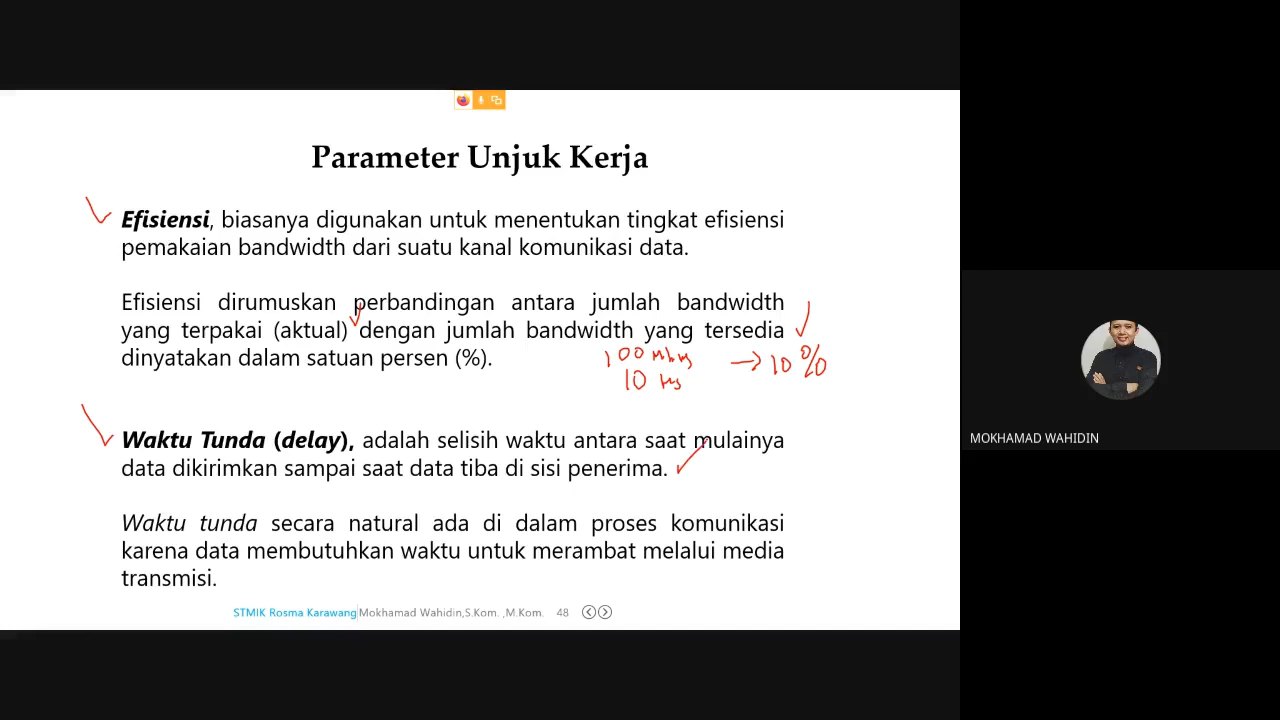 Parameter Unjuk Kerja
Efisiensi, biasanya digunakan untuk menentukan tingkat efisiensi
pemakaian bandwidth dari suatu kanal komunikasi data.
Efisiensi dirumuskan perbandingan antara jumlah bandwidth
yang terpakai (aktual) dengan jumlah bandwidth yang tersedia
dinyatakan dalam satuan persen (%).
100 → 10 %
10
Waktu Tunda (delay), adalah selisih waktu antara saat mulainya
data dikirimkan sampai saat data tiba di sisi penerima.
Waktu tunda secara natural ada di dalam proses komunikasi
karena data membutuhkan waktu untuk merambat melalui media
transmisi.
STMIK Rosma Karawang|Mokhamad Wahidin,S.Kom. ,M.Kom. 48
MOKHAMAD WAHIDIN